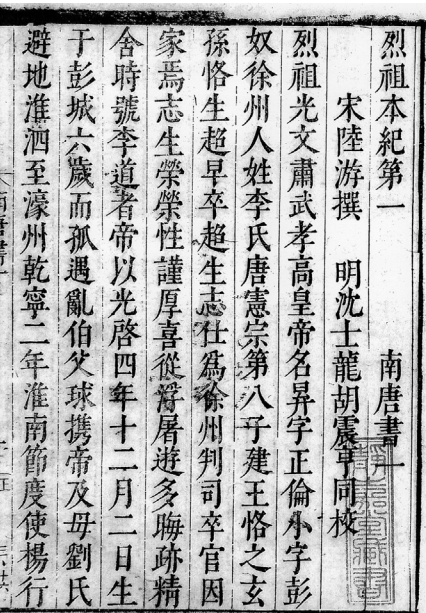 烈祖本紀第一　南唐書一
宋陸游撰　明沈士龍胡震亨同校
烈祖光文肅武孝高皇帝名昪字正倫小字彭
奴徐州人姓李氏唐憲宗第八子建王恪之玄
孫恪生超早卒超生志仕爲徐州判司卒官因
家焉志生榮榮性謹厚喜從浮屠遊多晦跡精
舍時號李道者帝以光啓四年十二月二日生
于彭城六歲而孤遇亂伯父球攜帝及母劉氏
避地淮泗至濠州乾寧二年淮南節度使楊行